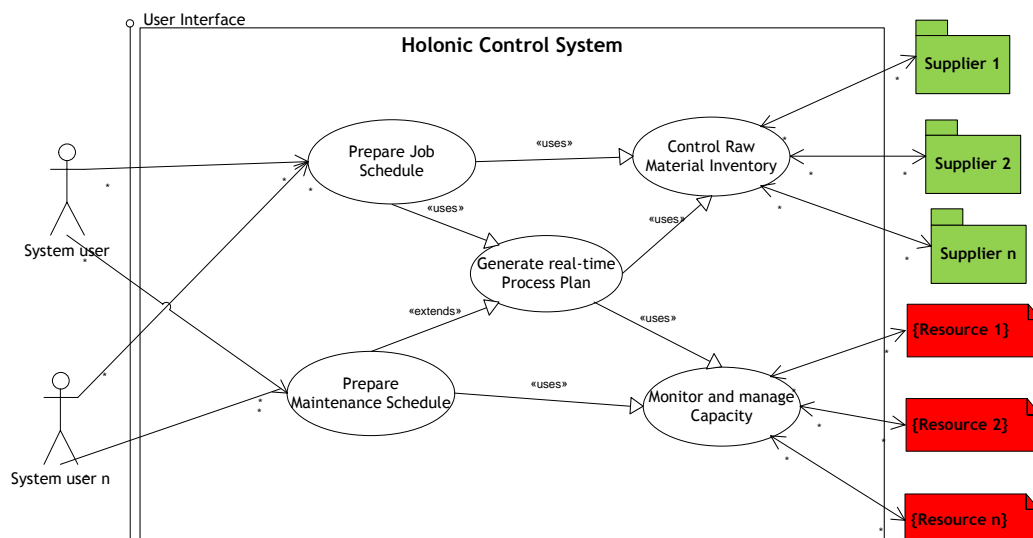 User Interface
Holonic Control System
Supplier 1
Prepare Job
Schedule
«uses»
Control Raw
Material Inventory
Supplier 2
System user
«uses»
«uses»
Supplier n
Generate real-time
Process Plan
«extends»
«uses»
{Resource 1}
System user n
Prepare
Maintenance Schedule
«uses»
Monitor and manage
Capacity
{Resource 2}
{Resource n}